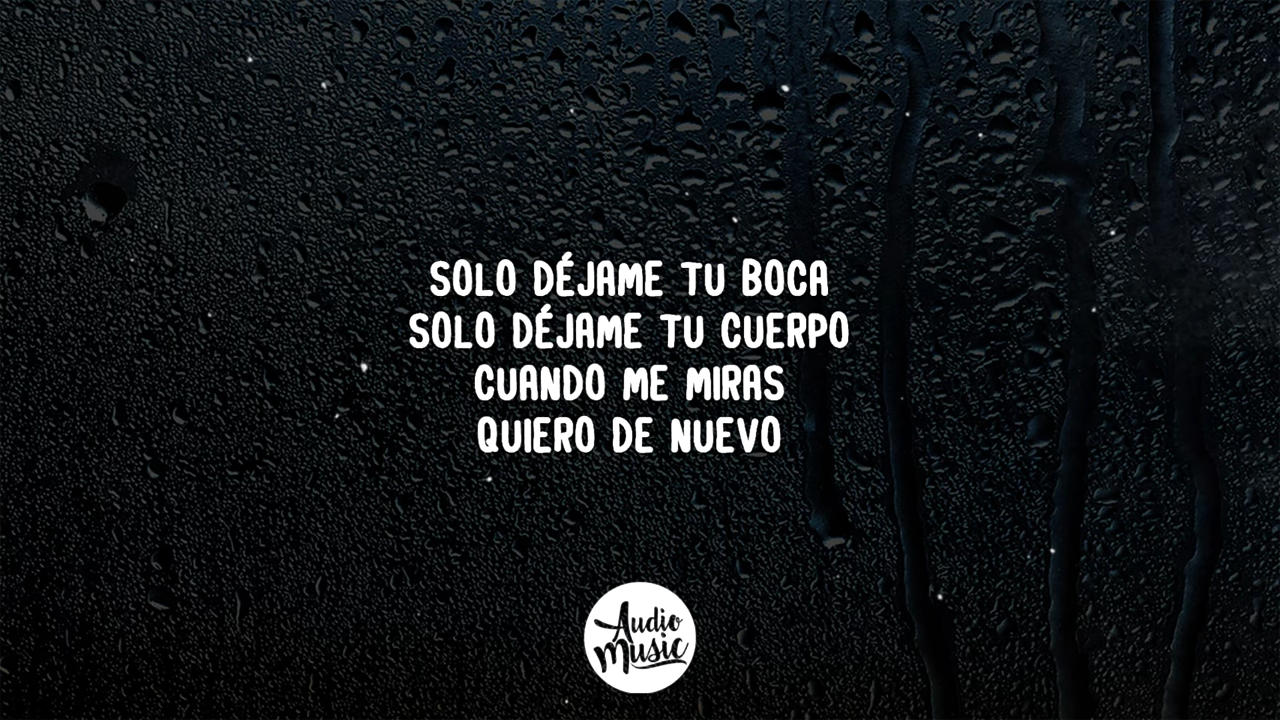 SOLO DÉJAME TU BOCA
SOLO DÉJAME TU CUERPO
CUANDO ME MIRAS
QUIERO DE NUEVO
Audio
Music